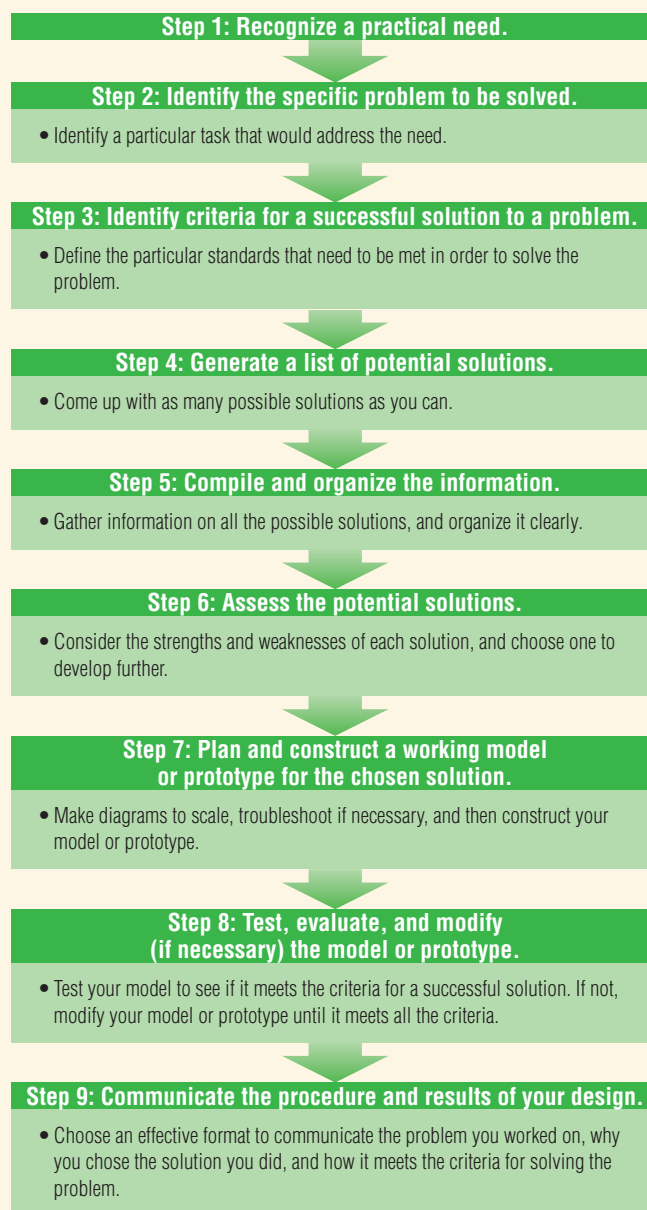 Step 1: Recognize a practical need.
Step 2: Identify the specific problem to be solved.
• Identify a particular task that would address the need.
Step 3: Identify criteria for a successful solution to a problem.
• Define the particular standards that need to be met in order to solve the
problem.
Step 4: Generate a list of potential solutions.
• Come up with as many possible solutions as you can.
Step 5: Compile and organize the information.
• Gather information on all the possible solutions, and organize it clearly.
Step 6: Assess the potential solutions.
• Consider the strengths and weaknesses of each solution, and choose one to
develop further.
Step 7: Plan and construct a working model
or prototype for the chosen solution.
• Make diagrams to scale, troubleshoot if necessary, and then construct your
model or prototype.
Step 8: Test, evaluate, and modify
(if necessary) the model or prototype.
• Test your model to see if it meets the criteria for a successful solution. If not,
modify your model or prototype until it meets all the criteria.
Step 9: Communicate the procedure and results of your design.
• Choose an effective format to communicate the problem you worked on, why
you chose the solution you did, and how it meets the criteria for solving the
problem.